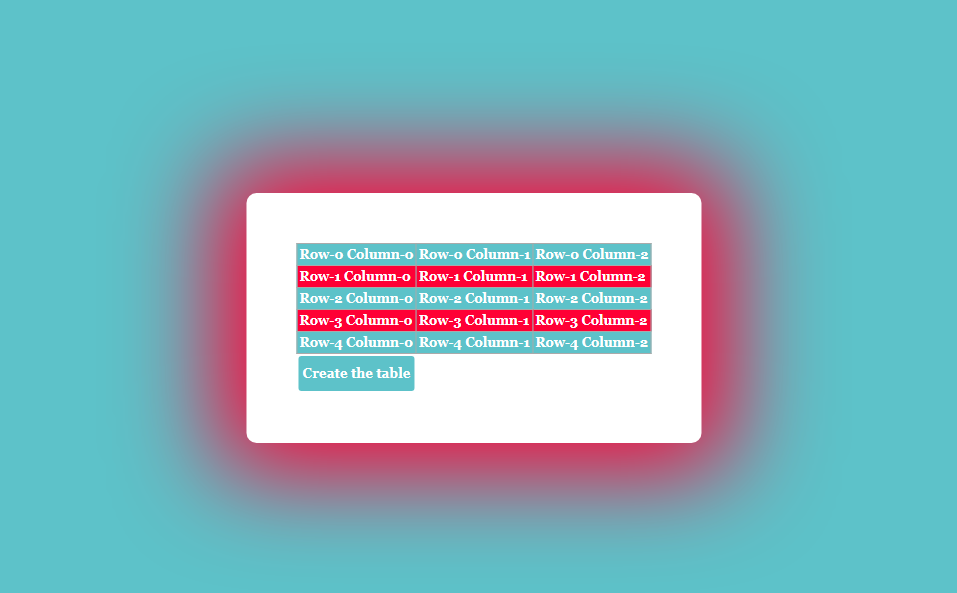 Row-0 Column-0 Row-0 Column-1 Row-0 Column-2
Row-1 Column-0 Row-1 Column-1 Row-1 Column-2
Row-2 Column-0 Row-2 Column-1 Row-2 Column-2
Row-3 Column-0 Row-3 Column-1 Row-3 Column-2
Row-4 Column-0 Row-4 Column-1 Row-4 Column-2
Create the table